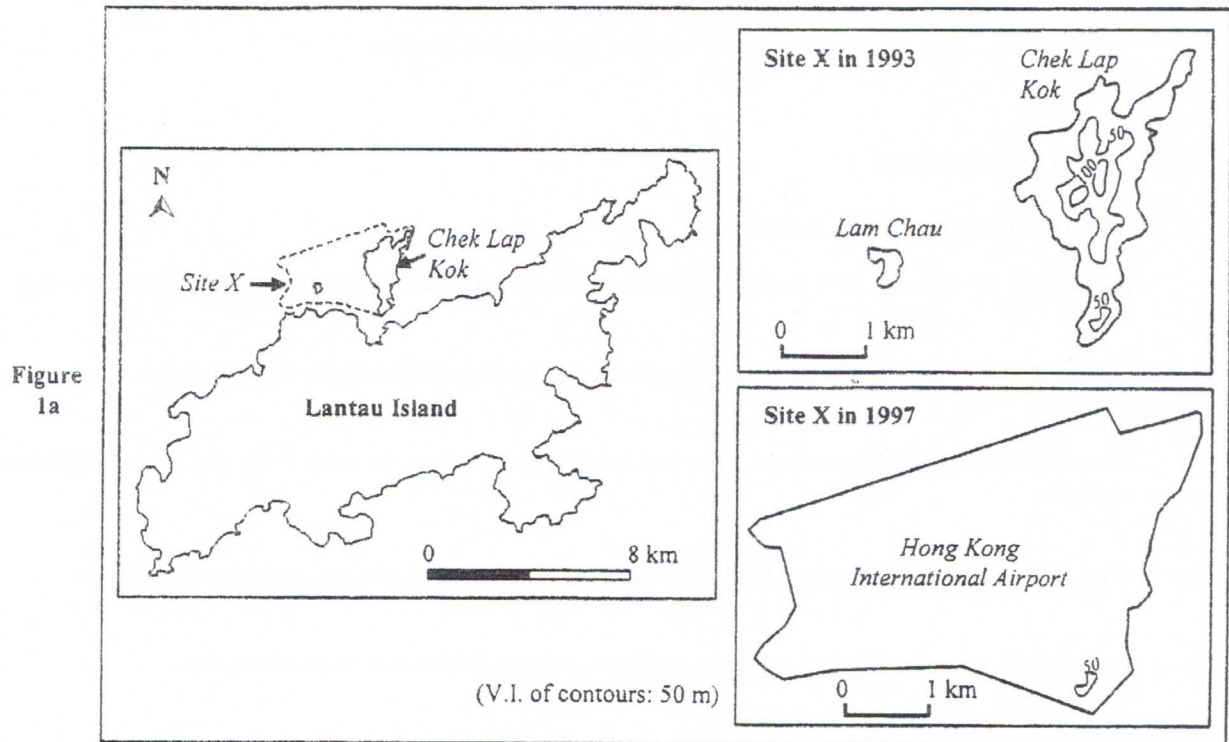 Figure
1a
N
Site X
Chek Lap
Kok
Lantau Island
0 8 km
(V.I. of contours: 50 m)
Site X in 1993
Chek Lap
Kok
50
100
Lam Chau
50
0 1 km
Site X in 1997
Hong Kong
International Airport
50
0 1 km